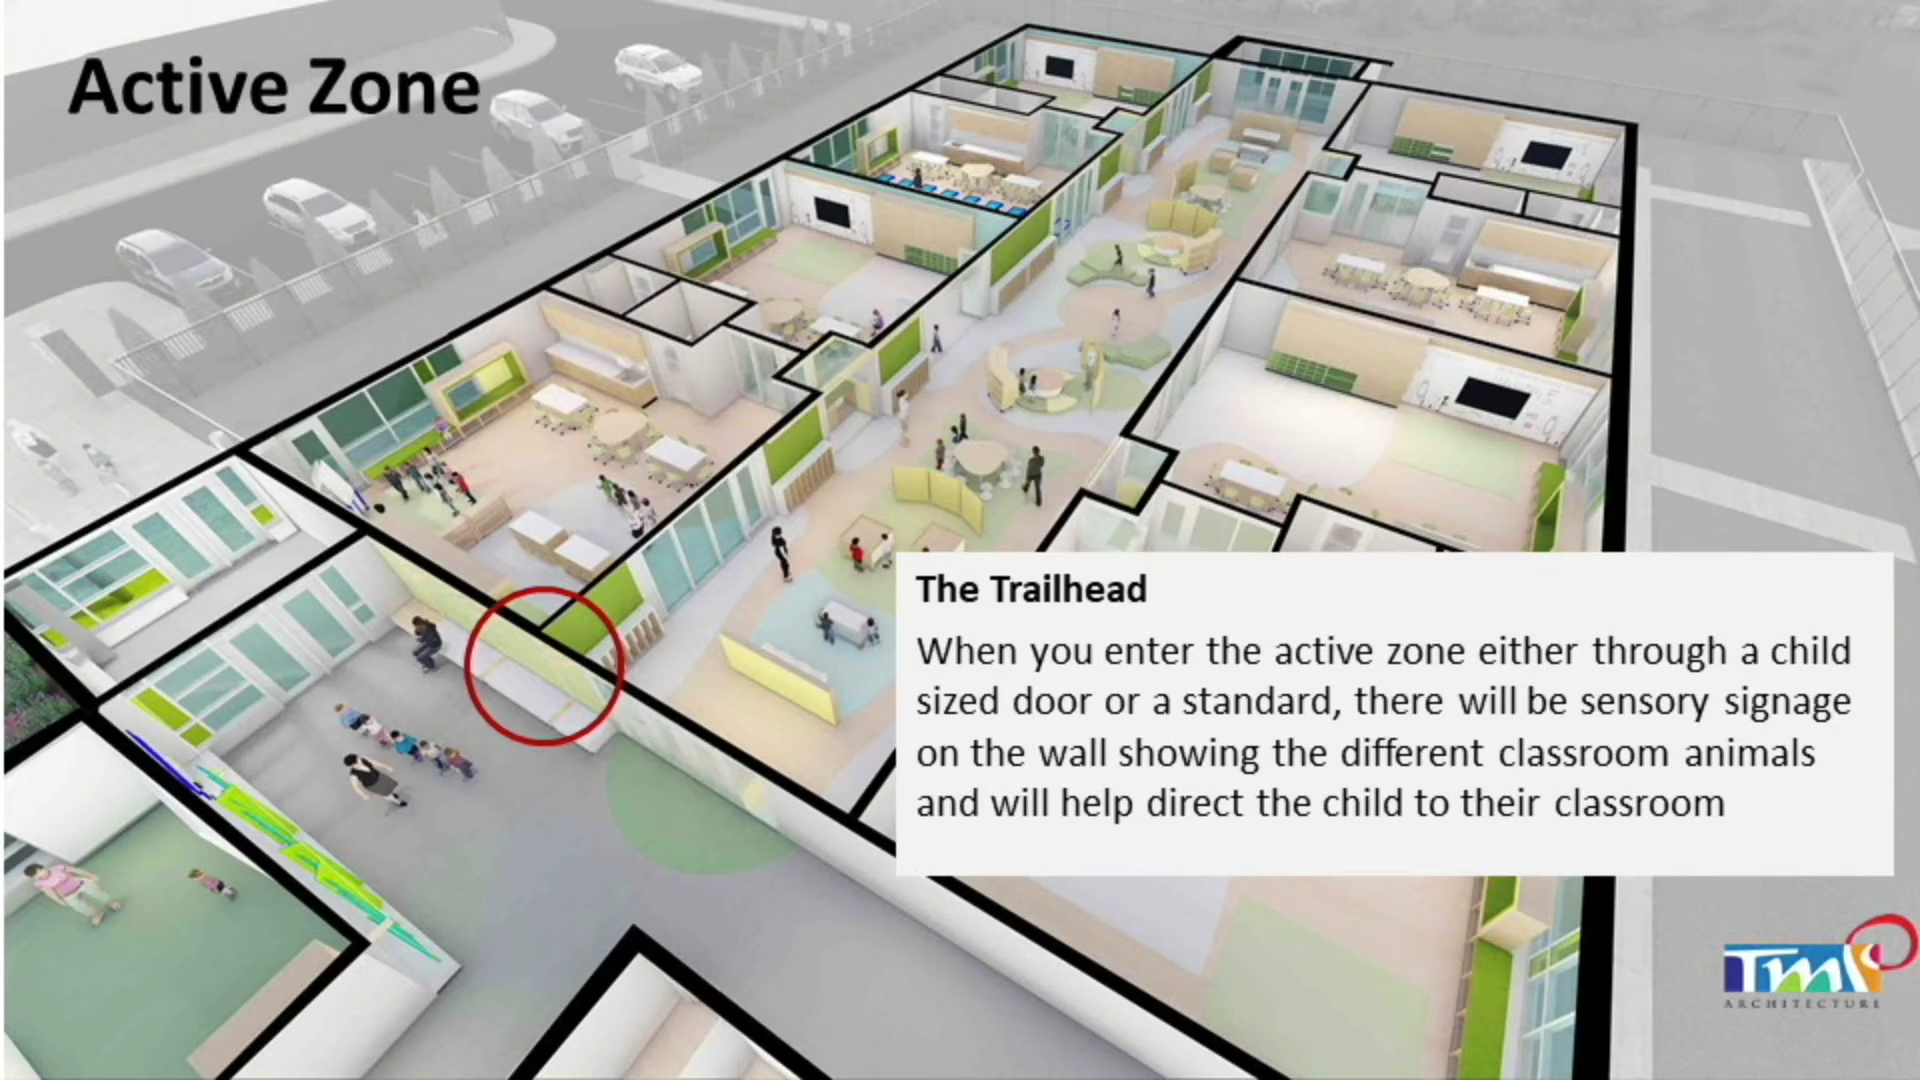 Active Zone
The Trailhead
When you enter the active zone either through a child
sized door or a standard, there will be sensory signage
on the wall showing the different classroom animals
and will help direct the child to their classroom
TMP
ARCHITECTURE